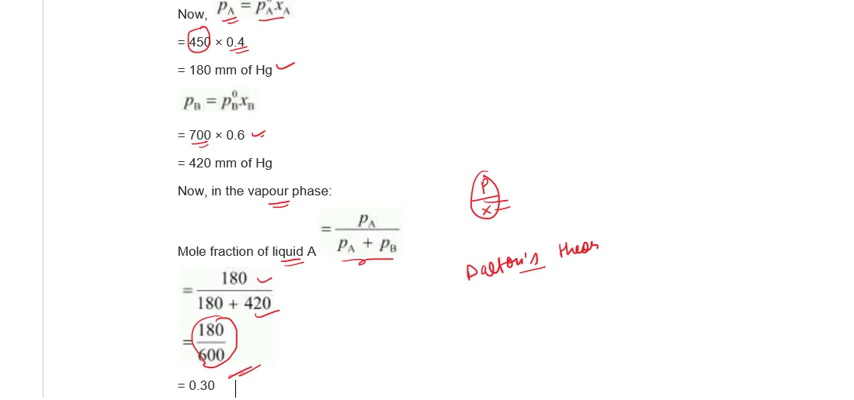 Now, pA = p°A xA
= 450 × 0.4
= 180 mm of Hg
pB = p⁰B xB
= 700 × 0.6
= 420 mm of Hg
Now, in the vapour phase:
Mole fraction of liquid A = pA / (pA + pB)
= 180 / (180 + 420)
= 180 / 600
= 0.30
P / x
Dalton's